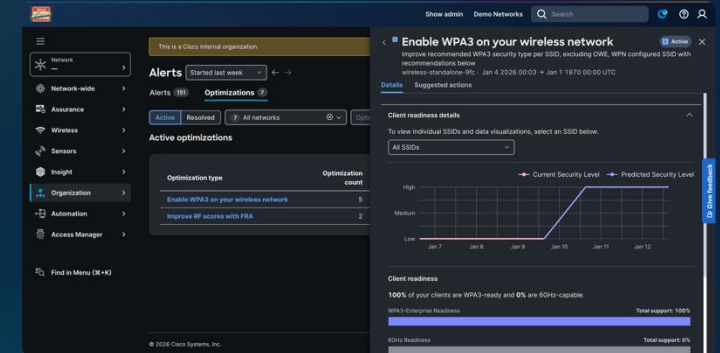 Show admin Demo Networks Search
Network
Network-wide
Assurance
Wireless
Sensors
Insight
Organization
Automation
Access Manager
Find in Menu (⌘+K)
This is a Cisco internal organization.
Alerts Started last week
Alerts 151 Optimizations 7
Active Resolved 7 All networks
Active optimizations
Optimization type Optimization count
Enable WPA3 on your wireless network 5
Improve RF scores with FRA 2
© 2026 Cisco Systems, Inc.
Enable WPA3 on your wireless network Active
Improve recommended WPA3 security type per SSID, excluding OWE, WPN configured SSID with
recommendations below
wireless-standalone-9fc · Jan 4 2026 00:03 → Jan 1 1970 00:00 UTC
Details Suggested actions
Client readiness details
To view individual SSIDs and data visualizations, select an SSID below.
All SSIDs
Current Security Level Predicted Security Level
High
Medium
Low
Jan 7 Jan 8 Jan 9 Jan 10 Jan 11 Jan 12
Client readiness
100% of your clients are WPA3-ready and 0% are 6GHz-capable.
WPA3-Enterprise Readiness Total support: 100%
6GHz Readiness Total support: 0%
Give feedback